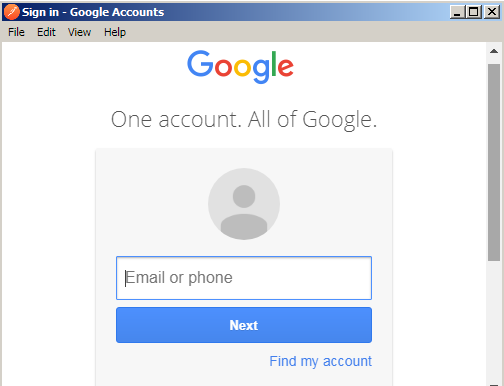 Sign in - Google Accounts
File Edit View Help
Google
One account. All of Google.
Email or phone
Next
Find my account